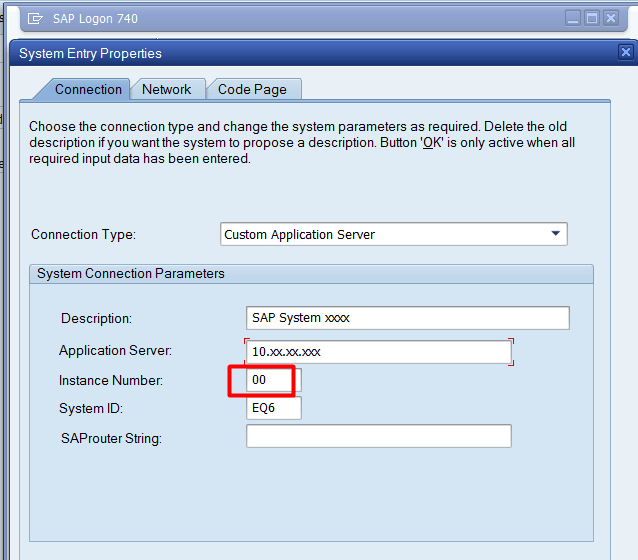 SAP Logon 740
System Entry Properties
Connection Network Code Page
Choose the connection type and change the system parameters as required. Delete the old
description if you want the system to propose a description. Button 'OK' is only active when all
required input data has been entered.
Connection Type: Custom Application Server
System Connection Parameters
Description: SAP System xxxx
Application Server: 10.xx.xx.xxx
Instance Number: 00
System ID: EQ6
SAProuter String: